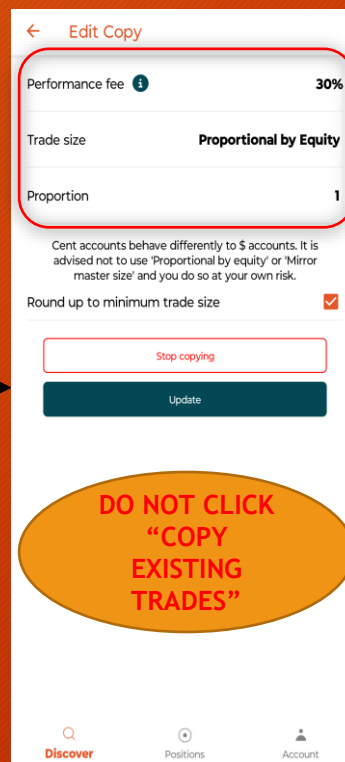 Edit Copy
Performance fee i 30%
Trade size Proportional by Equity
Proportion 1
Cent accounts behave differently to $ accounts. It is
advised not to use 'Proportional by equity' or 'Mirror
master size' and you do so at your own risk.
Round up to minimum trade size
Stop copying
Update
DO NOT CLICK
“COPY
EXISTING
TRADES”
Discover Positions Account